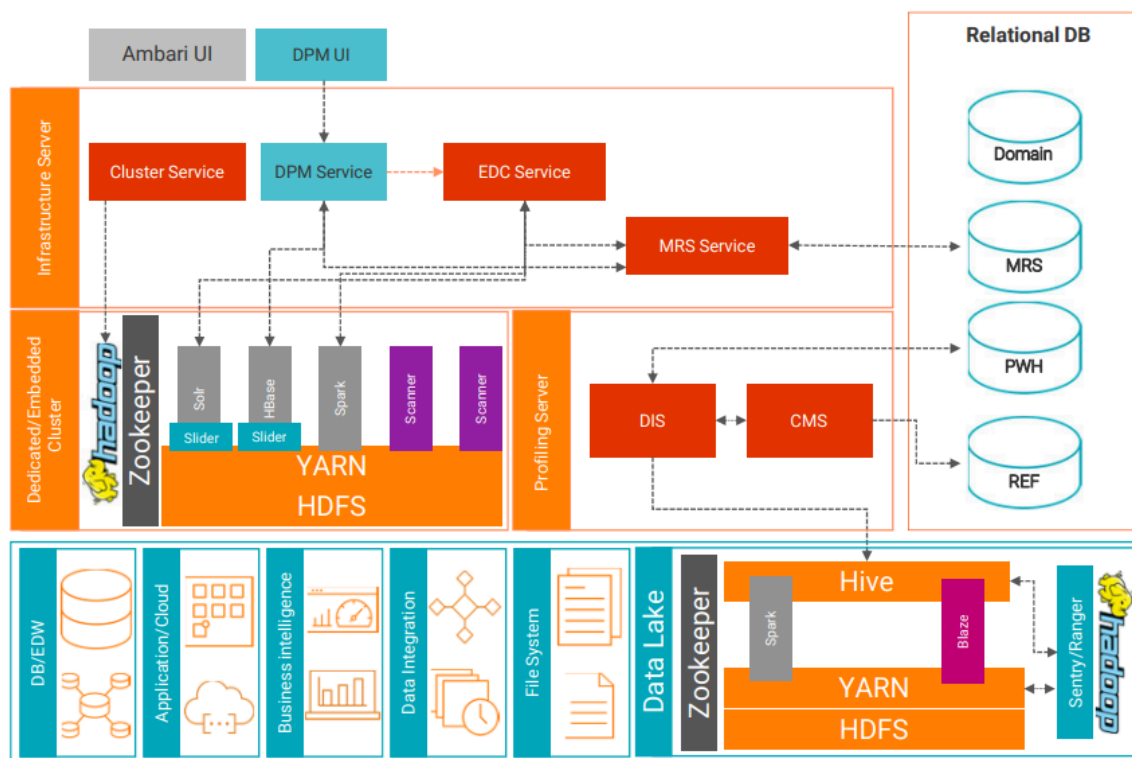 Ambari UI
DPM UI
Relational DB
Infrastructure Server
Cluster Service
DPM Service
EDC Service
MRS Service
Domain
MRS
PWH
REF
Dedicated/Embedded
Cluster
hadoop
Zookeeper
Solr
Slider
HBase
Slider
Spark
Scanner
Scanner
YARN
HDFS
Profiling Server
DIS
CMS
DB/EDW
Application/Cloud
Business intelligence
Data Integration
File System
Data Lake
Zookeeper
Hive
Spark
Blaze
YARN
HDFS
Sentry/Ranger
hadoop